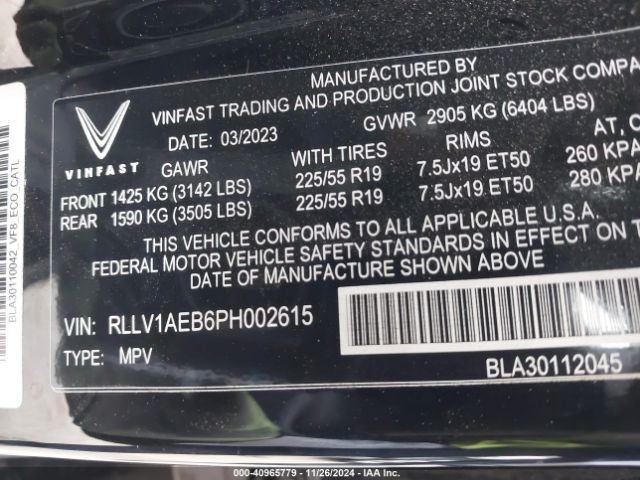 MANUFACTURED BY
VINFAST TRADING AND PRODUCTION JOINT STOCK COMPA
DATE: 03/2023 GVWR 2905 KG (6404 LBS)
VINFAST
GAWR WITH TIRES RIMS AT, C
FRONT 1425 KG (3142 LBS) 225/55 R19 7.5Jx19 ET50 260 KPA
REAR 1590 KG (3505 LBS) 225/55 R19 7.5Jx19 ET50 280 KPA
THIS VEHICLE CONFORMS TO ALL APPLICABLE U.S.A.
FEDERAL MOTOR VEHICLE SAFETY STANDARDS IN EFFECT ON THE
DATE OF MANUFACTURE SHOWN ABOVE
VIN: RLLV1AEB6PH002615
TYPE: MPV
BLA30112045
BLA30110042_VF8_ECO_CATL
000-40965779 - 11/26/2024 - IAA Inc.